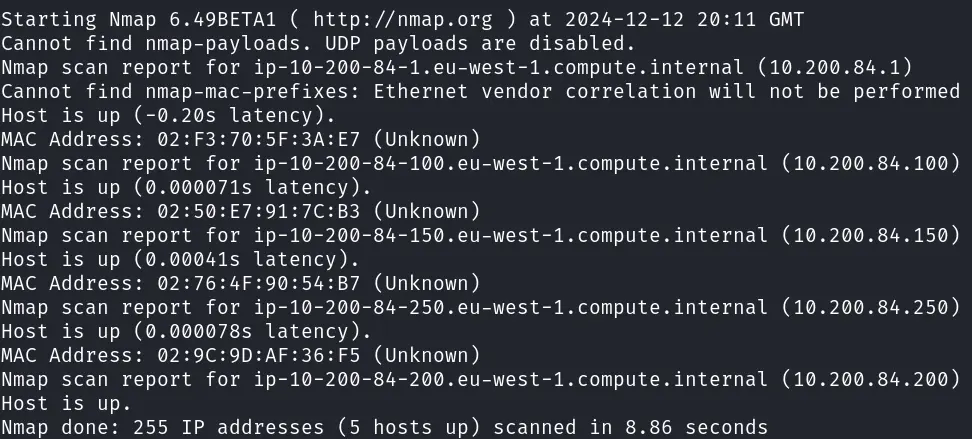 Starting Nmap 6.49BETA1 ( http://nmap.org ) at 2024-12-12 20:11 GMT
Cannot find nmap-payloads. UDP payloads are disabled.
Nmap scan report for ip-10-200-84-1.eu-west-1.compute.internal (10.200.84.1)
Cannot find nmap-mac-prefixes: Ethernet vendor correlation will not be performed
Host is up (-0.20s latency).
MAC Address: 02:F3:70:5F:3A:E7 (Unknown)
Nmap scan report for ip-10-200-84-100.eu-west-1.compute.internal (10.200.84.100)
Host is up (0.000071s latency).
MAC Address: 02:50:E7:91:7C:B3 (Unknown)
Nmap scan report for ip-10-200-84-150.eu-west-1.compute.internal (10.200.84.150)
Host is up (0.00041s latency).
MAC Address: 02:76:4F:90:54:B7 (Unknown)
Nmap scan report for ip-10-200-84-250.eu-west-1.compute.internal (10.200.84.250)
Host is up (0.000078s latency).
MAC Address: 02:9C:9D:AF:36:F5 (Unknown)
Nmap scan report for ip-10-200-84-200.eu-west-1.compute.internal (10.200.84.200)
Host is up.
Nmap done: 255 IP addresses (5 hosts up) scanned in 8.86 seconds